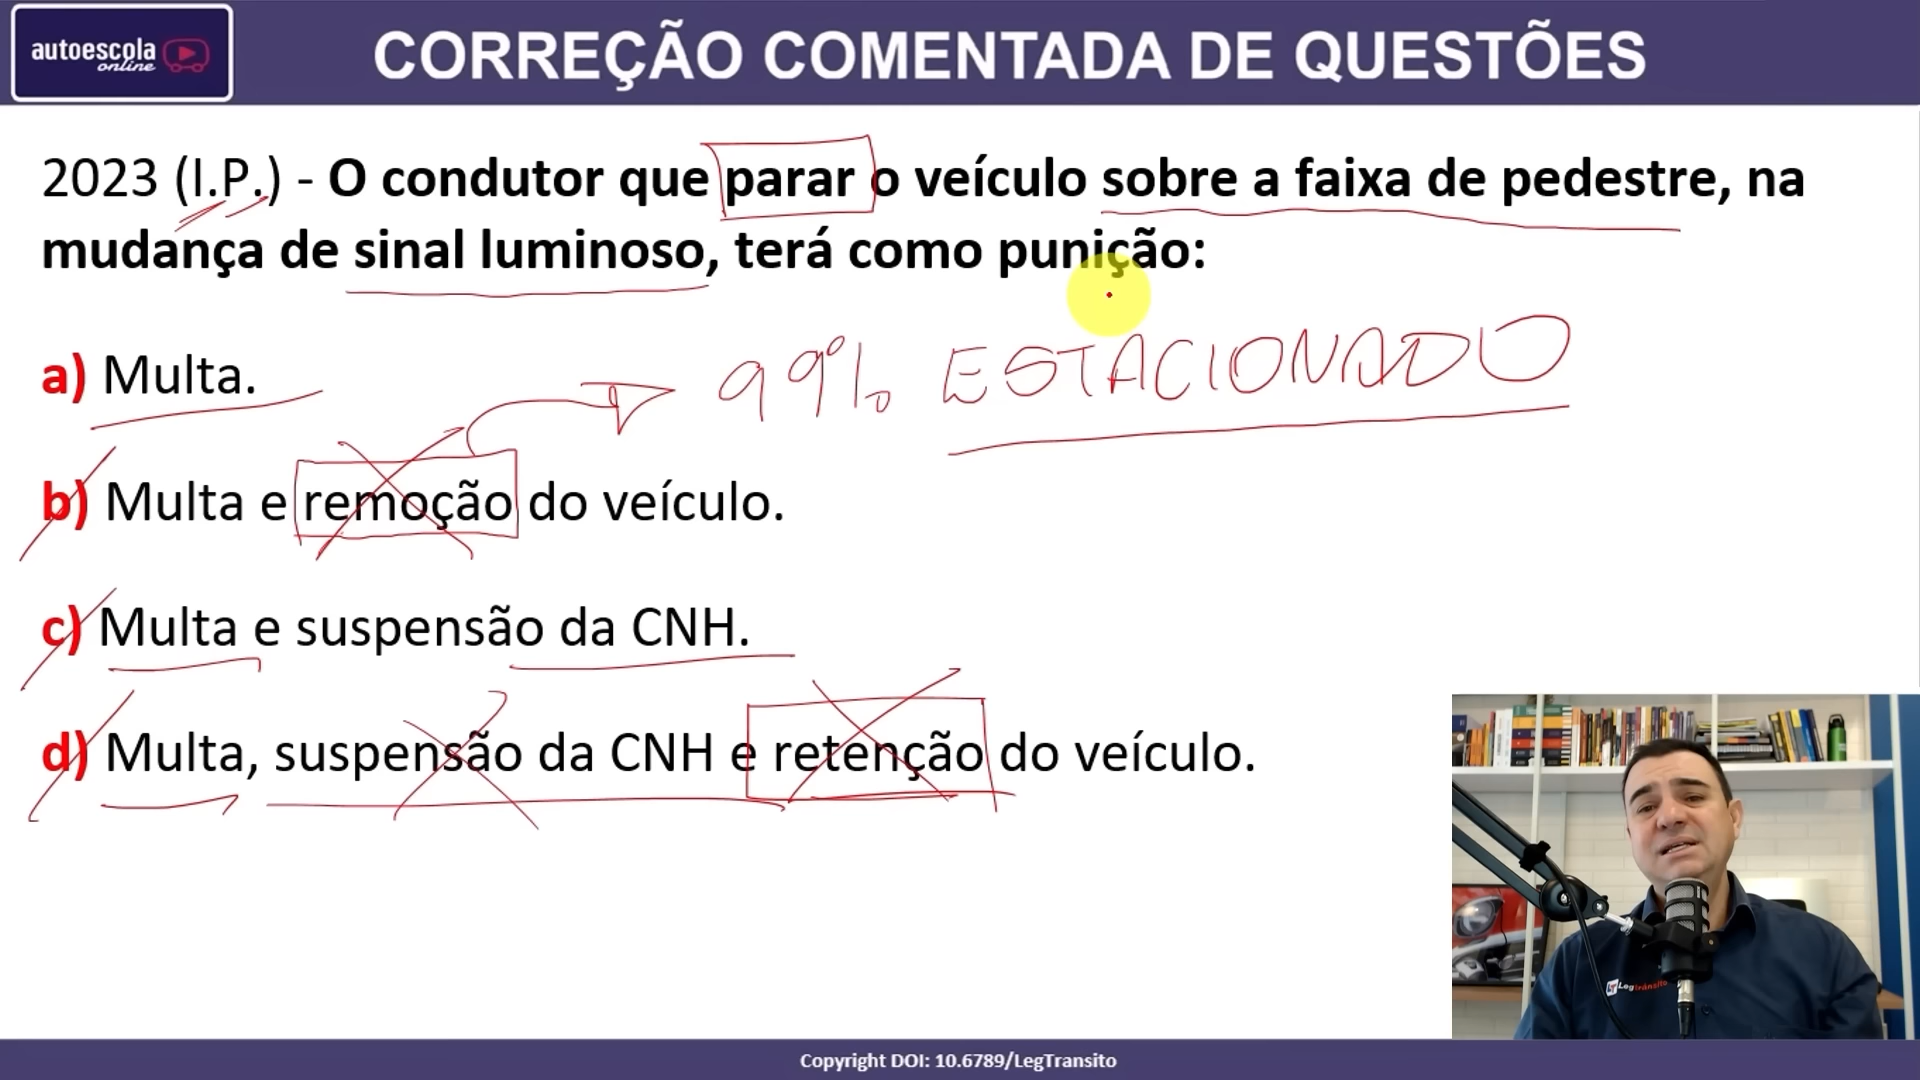 autoescola
online
CORREÇÃO COMENTADA DE QUESTÕES
2023 (I.P.) - O condutor que parar o veículo sobre a faixa de pedestre, na
mudança de sinal luminoso, terá como punição:
a) Multa.
99% ESTACIONADO
b) Multa e remoção do veículo.
c) Multa e suspensão da CNH.
d) Multa, suspensão da CNH e retenção do veículo.
LT Legtrânsito
Copyright DOI: 10.6789/LegTransito